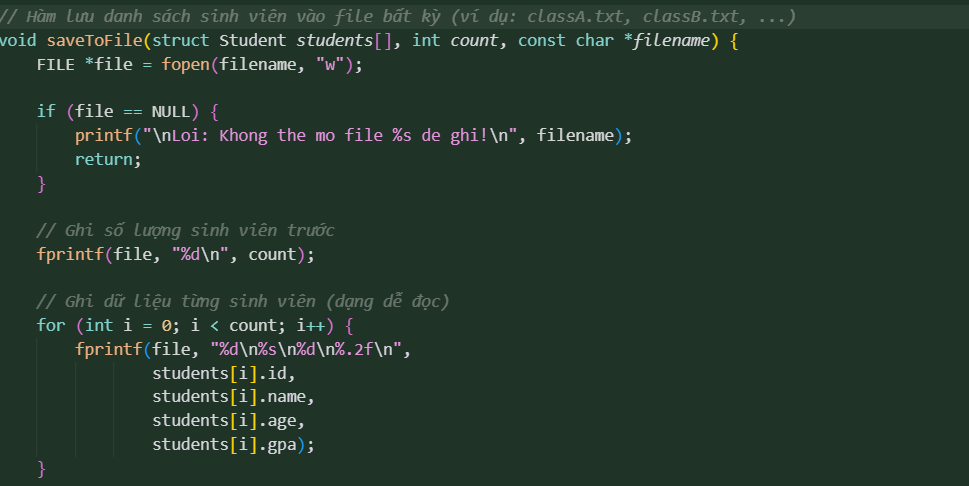 // Hàm lưu danh sách sinh viên vào file bất kỳ (ví dụ: classA.txt, classB.txt, ...)
void saveToFile(struct Student students[], int count, const char *filename) {
    FILE *file = fopen(filename, "w");

    if (file == NULL) {
        printf("\nLoi: Khong the mo file %s de ghi!\n", filename);
        return;
    }

    // Ghi số lượng sinh viên trước
    fprintf(file, "%d\n", count);

    // Ghi dữ liệu từng sinh viên (dạng dễ đọc)
    for (int i = 0; i < count; i++) {
        fprintf(file, "%d\n%s\n%d\n%.2f\n",
                students[i].id,
                students[i].name,
                students[i].age,
                students[i].gpa);
    }